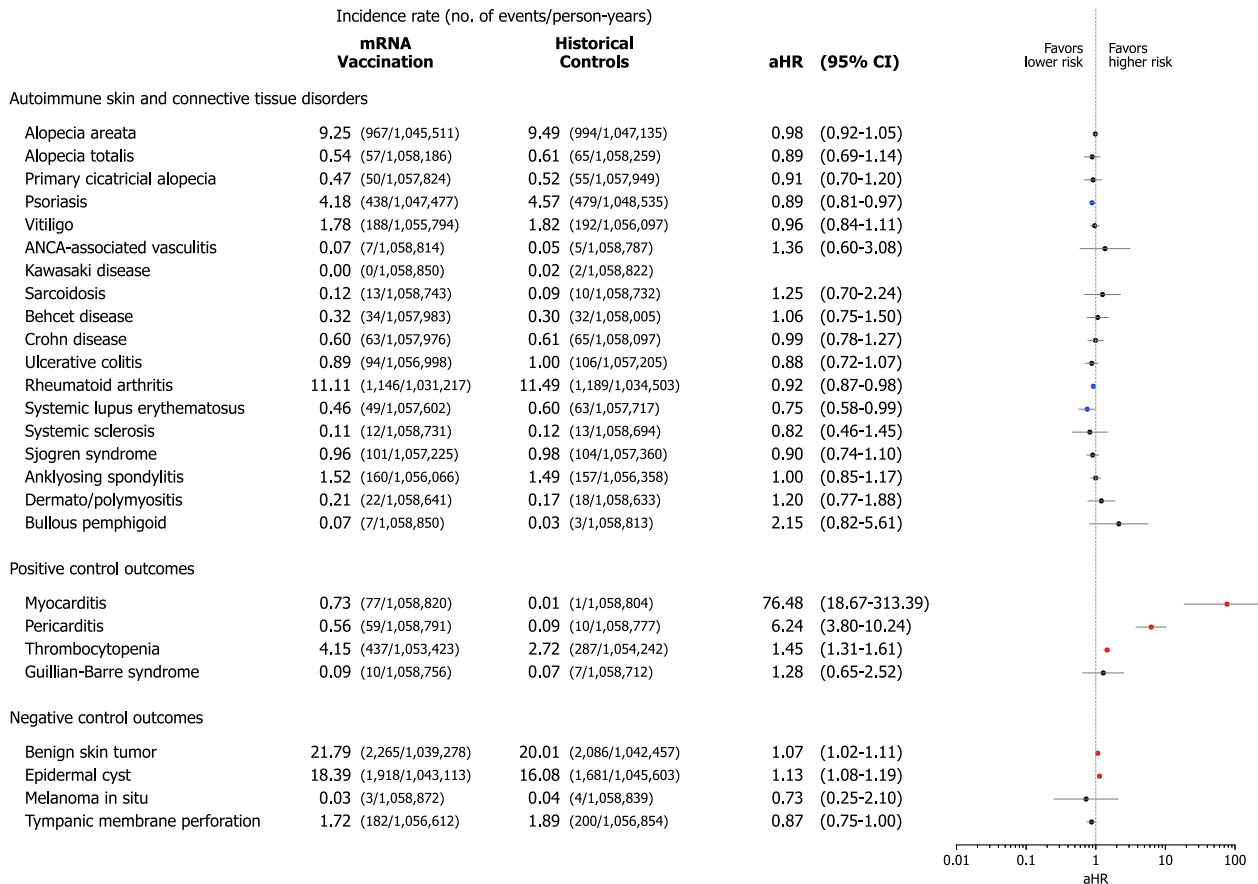 Incidence rate (no. of events/person-years)
mRNA Vaccination Historical Controls aHR (95% CI) Favors lower risk Favors higher risk
Autoimmune skin and connective tissue disorders
Alopecia areata 9.25 (967/1,045,511) 9.49 (994/1,047,135) 0.98 (0.92-1.05)
Alopecia totalis 0.54 (57/1,058,186) 0.61 (65/1,058,259) 0.89 (0.69-1.14)
Primary cicatricial alopecia 0.47 (50/1,057,824) 0.52 (55/1,057,949) 0.91 (0.70-1.20)
Psoriasis 4.18 (438/1,047,477) 4.57 (479/1,048,535) 0.89 (0.81-0.97)
Vitiligo 1.78 (188/1,055,794) 1.82 (192/1,056,097) 0.96 (0.84-1.11)
ANCA-associated vasculitis 0.07 (7/1,058,814) 0.05 (5/1,058,787) 1.36 (0.60-3.08)
Kawasaki disease 0.00 (0/1,058,850) 0.02 (2/1,058,822)
Sarcoidosis 0.12 (13/1,058,743) 0.09 (10/1,058,732) 1.25 (0.70-2.24)
Behcet disease 0.32 (34/1,057,983) 0.30 (32/1,058,005) 1.06 (0.75-1.50)
Crohn disease 0.60 (63/1,057,976) 0.61 (65/1,058,097) 0.99 (0.78-1.27)
Ulcerative colitis 0.89 (94/1,056,998) 1.00 (106/1,057,205) 0.88 (0.72-1.07)
Rheumatoid arthritis 11.11 (1,146/1,031,217) 11.49 (1,189/1,034,503) 0.92 (0.87-0.98)
Systemic lupus erythematosus 0.46 (49/1,057,602) 0.60 (63/1,057,717) 0.75 (0.58-0.99)
Systemic sclerosis 0.11 (12/1,058,731) 0.12 (13/1,058,694) 0.82 (0.46-1.45)
Sjogren syndrome 0.96 (101/1,057,225) 0.98 (104/1,057,360) 0.90 (0.74-1.10)
Anklyosing spondylitis 1.52 (160/1,056,066) 1.49 (157/1,056,358) 1.00 (0.85-1.17)
Dermato/polymyositis 0.21 (22/1,058,641) 0.17 (18/1,058,633) 1.20 (0.77-1.88)
Bullous pemphigoid 0.07 (7/1,058,850) 0.03 (3/1,058,813) 2.15 (0.82-5.61)
Positive control outcomes
Myocarditis 0.73 (77/1,058,820) 0.01 (1/1,058,804) 76.48 (18.67-313.39)
Pericarditis 0.56 (59/1,058,791) 0.09 (10/1,058,777) 6.24 (3.80-10.24)
Thrombocytopenia 4.15 (437/1,053,423) 2.72 (287/1,054,242) 1.45 (1.31-1.61)
Guillian-Barre syndrome 0.09 (10/1,058,756) 0.07 (7/1,058,712) 1.28 (0.65-2.52)
Negative control outcomes
Benign skin tumor 21.79 (2,265/1,039,278) 20.01 (2,086/1,042,457) 1.07 (1.02-1.11)
Epidermal cyst 18.39 (1,918/1,043,113) 16.08 (1,681/1,045,603) 1.13 (1.08-1.19)
Melanoma in situ 0.03 (3/1,058,872) 0.04 (4/1,058,839) 0.73 (0.25-2.10)
Tympanic membrane perforation 1.72 (182/1,056,612) 1.89 (200/1,056,854) 0.87 (0.75-1.00)
0.01 0.1 1 10 100
aHR